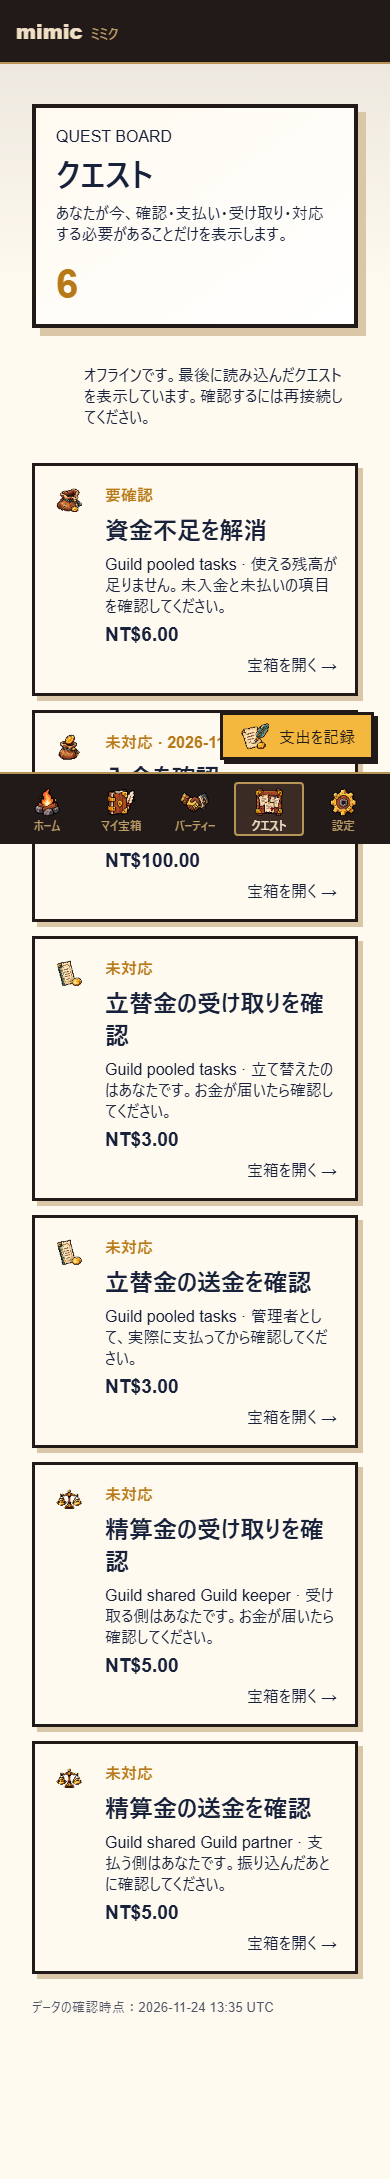 mimic ミミク
QUEST BOARD
クエスト
あなたが今、確認・支払い・受け取り・対応
する必要があることだけを表示します。
6
オフラインです。最後に読み込んだクエスト
を表示しています。確認するには再接続し
てください。
要確認
資金不足を解消
Guild pooled tasks · 使える残高が
足りません。未入金と未払いの項目
を確認してください。
NT$6.00
宝箱を開く →
未対応 · 2026-11
支出を記録
ホーム
マイ宝箱
パーティー
クエスト
設定
NT$100.00
宝箱を開く →
未対応
立替金の受け取りを確
認
Guild pooled tasks · 立て替えたの
はあなたです。お金が届いたら確認し
てください。
NT$3.00
宝箱を開く →
未対応
立替金の送金を確認
Guild pooled tasks · 管理者とし
て、実際に支払ってから確認してくだ
さい。
NT$3.00
宝箱を開く →
未対応
精算金の受け取りを確
認
Guild shared Guild keeper · 受け
取る側はあなたです。お金が届いたら
確認してください。
NT$5.00
宝箱を開く →
未対応
精算金の送金を確認
Guild shared Guild partner · 支
払う側はあなたです。振り込んだあと
に確認してください。
NT$5.00
宝箱を開く →
データの確認時点：2026-11-24 13:35 UTC